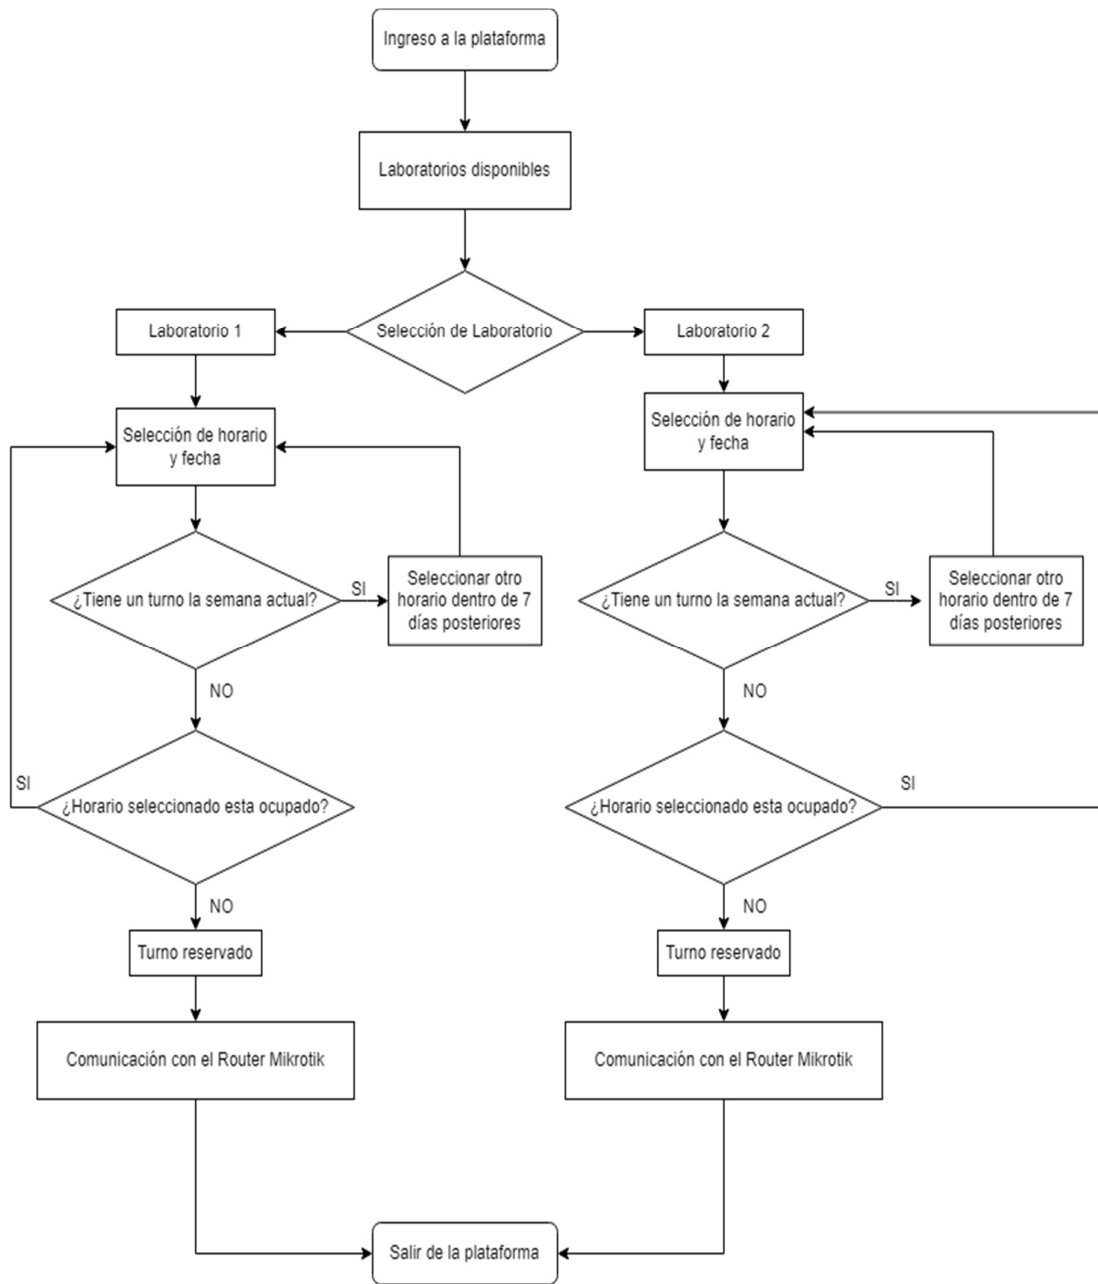 Ingreso a la plataforma
Laboratorios disponibles
Selección de Laboratorio
Laboratorio 1
Laboratorio 2
Selección de horario
y fecha
Selección de horario
y fecha
¿Tiene un turno la semana actual?
SI
Seleccionar otro
horario dentro de 7
días posteriores
¿Tiene un turno la semana actual?
SI
Seleccionar otro
horario dentro de 7
días posteriores
NO
NO
SI
¿Horario seleccionado esta ocupado?
¿Horario seleccionado esta ocupado?
SI
NO
NO
Turno reservado
Turno reservado
Comunicación con el Router Mikrotik
Comunicación con el Router Mikrotik
Salir de la plataforma